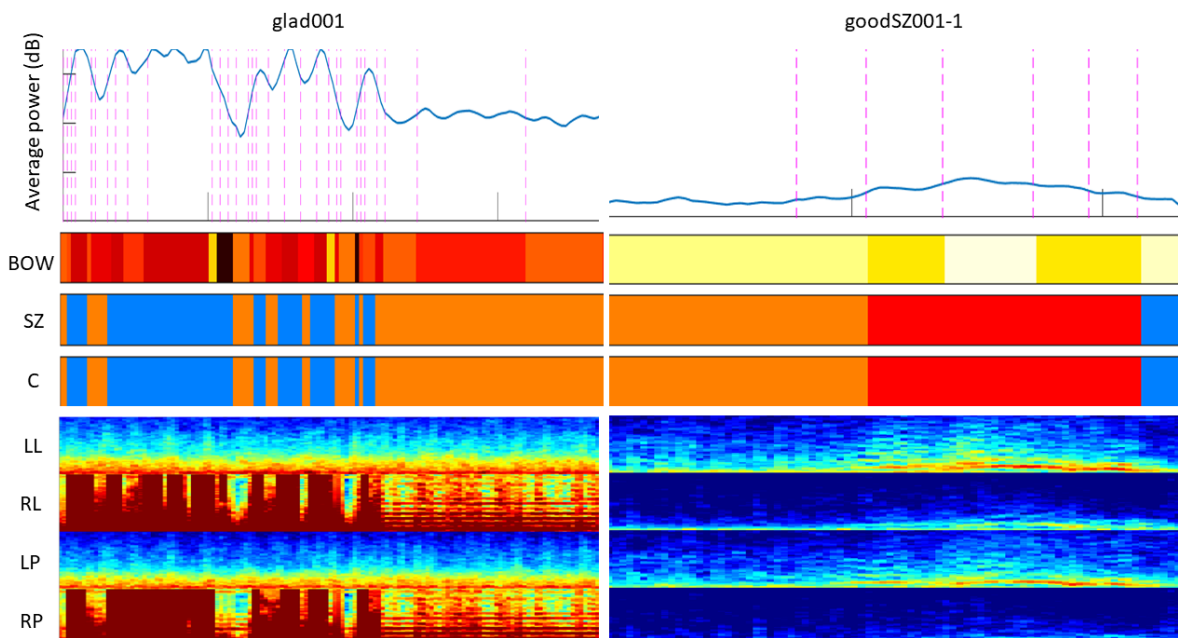 glad001
goodSZ001-1
Average power (dB)
BOW
SZ
C
LL
RL
LP
RP